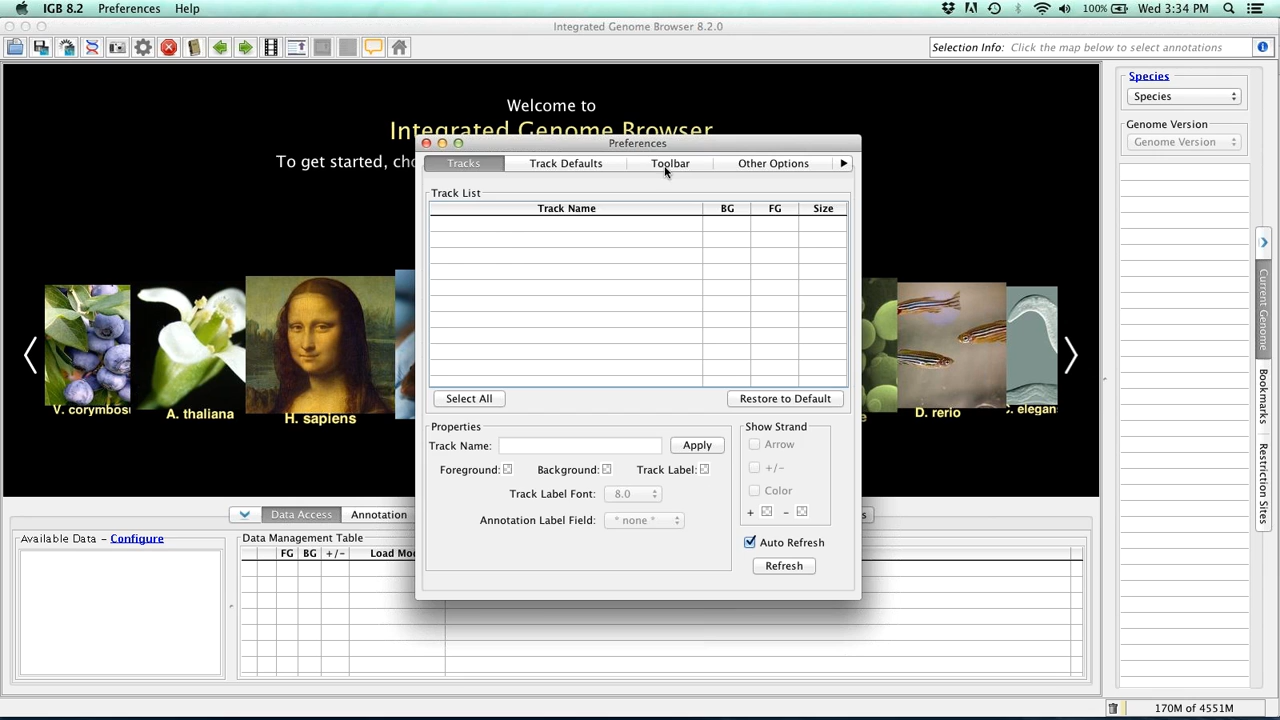 IGB 8.2 Preferences Help 100% Wed 3:34 PM
Integrated Genome Browser 8.2.0
Selection Info: Click the map below to select annotations
Welcome to
Integrated Genome Browser
To get started, cho
V. corymbos
A. thaliana
H. sapiens
e
D. rerio
C. elegan
Species
Species
Genome Version
Genome Version
Current Genome
Bookmarks
Restriction Sites
Preferences
Tracks Track Defaults Toolbar Other Options
Track List
Track Name BG FG Size
Select All Restore to Default
Properties
Track Name: Apply
Foreground: Background: Track Label:
Track Label Font: 8.0
Annotation Label Field: * none *
Show Strand
Arrow
+/-
Color
+ -
Auto Refresh
Refresh
Data Access Annotation s
Available Data - Configure
Data Management Table
FG BG +/- Load Mo
170M of 4551M